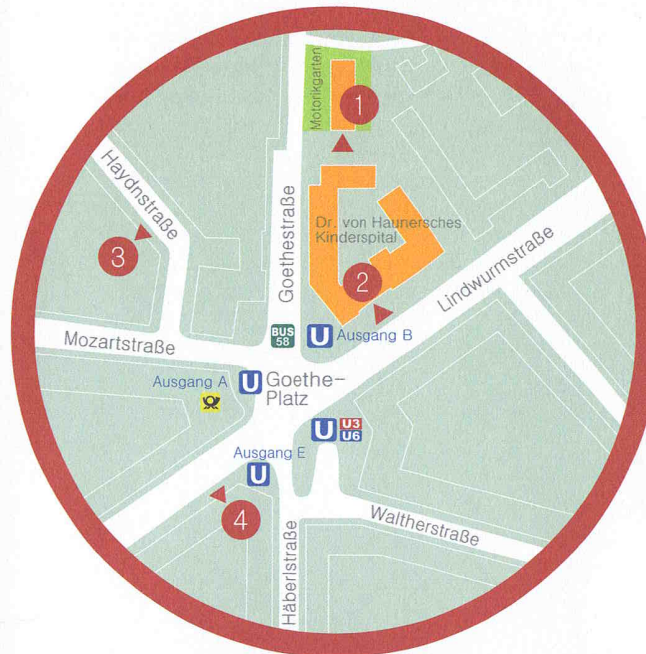 Motorikgarten
1
Haydnstraße
3
Goethestraße
Dr. von Haunersches
Kinderspital
2
Lindwurmstraße
Mozartstraße
BUS
58
U Ausgang B
Ausgang A U Goethe-
Platz
U U3
U6
Ausgang E
U
4
Häberlstraße
Waltherstraße